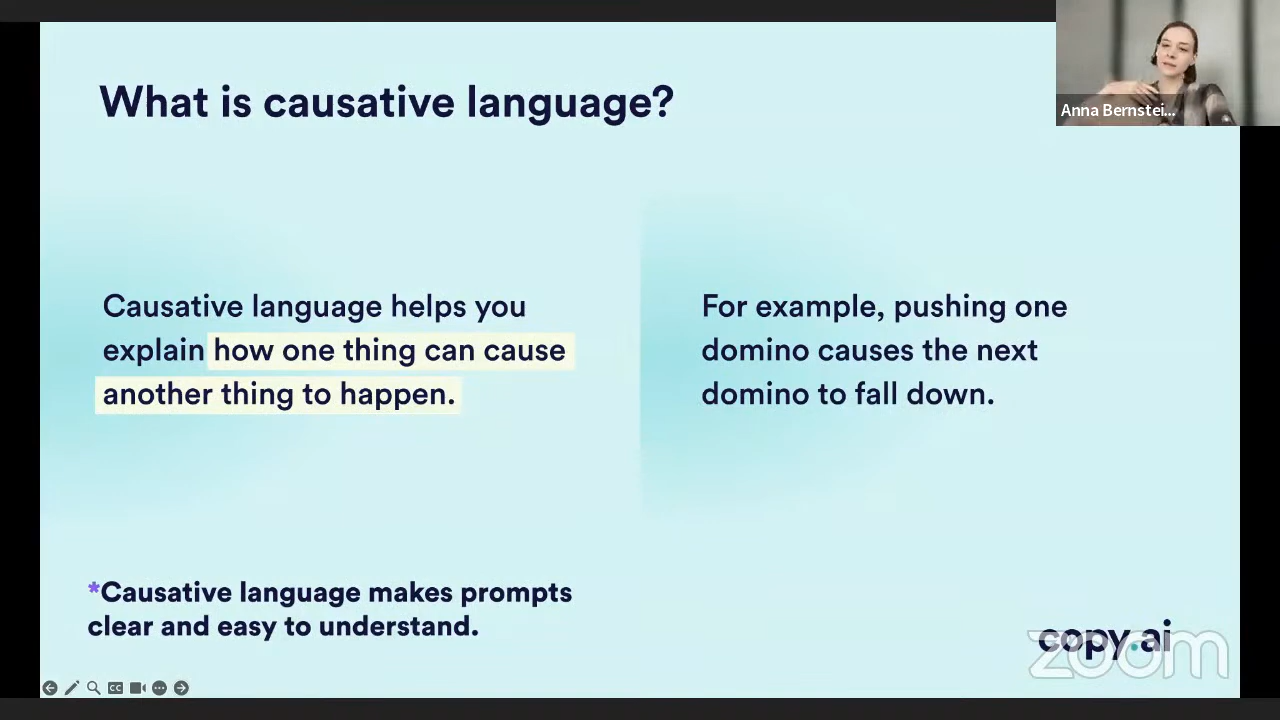 What is causative language?
Anna Bernstei...
Causative language helps you
explain how one thing can cause
another thing to happen.
For example, pushing one
domino causes the next
domino to fall down.
*Causative language makes prompts
clear and easy to understand.
copy.ai
zoom
CC